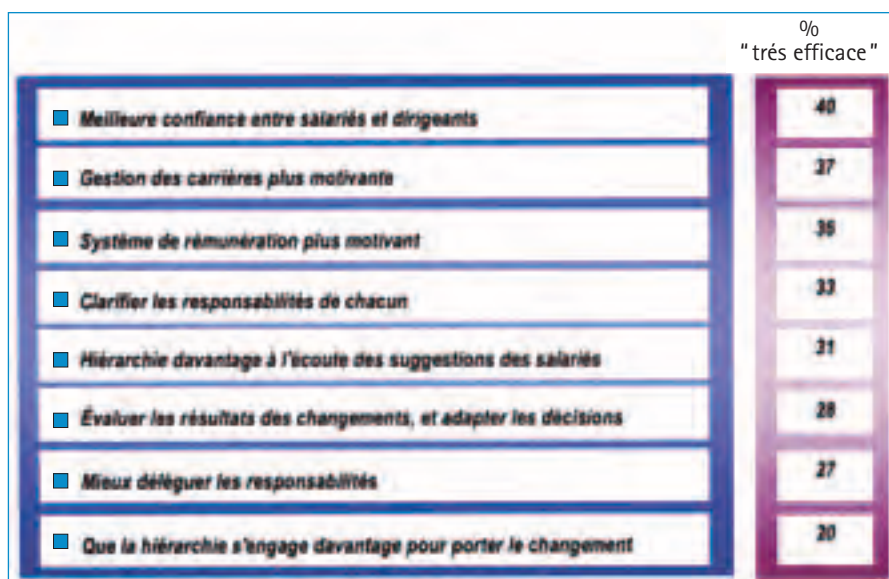 %
"trés efficace"
Meilleure confiance entre salariés et dirigeants 40
Gestion des carrières plus motivante 37
Système de rémunération plus motivant
Clarifier les responsabilités de chacun 33
Hiérarchie davantage à l'écoute des suggestions des salariés 31
Évaluer les résultats des changements, et adapter les décisions 28
Mieux déléguer les responsabilités 27
Que la hiérarchie s'engage davantage pour porter le changement 20